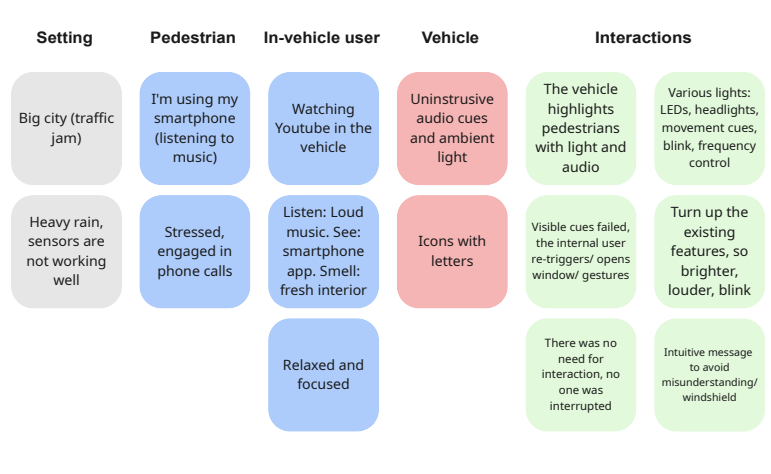 Setting
Pedestrian
In-vehicle user
Vehicle
Interactions
Big city (traffic
jam)
I'm using my
smartphone
(listening to
music)
Watching
Youtube in the
vehicle
Uninstrusive
audio cues
and ambient
light
The vehicle
highlights
pedestrians
with light and
audio
Various lights:
LEDs, headlights,
movement cues,
blink, frequency
control
Heavy rain,
sensors are
not working
well
Stressed,
engaged in
phone calls
Listen: Loud
music. See:
smartphone
app. Smell:
fresh interior
Icons with
letters
Visible cues failed,
the internal user
re-triggers/ opens
window/ gestures
Turn up the
existing
features, so
brighter,
louder, blink
Relaxed and
focused
There was no
need for
interaction, no
one was
interrupted
Intuitive message
to avoid
misunderstanding/
windshield